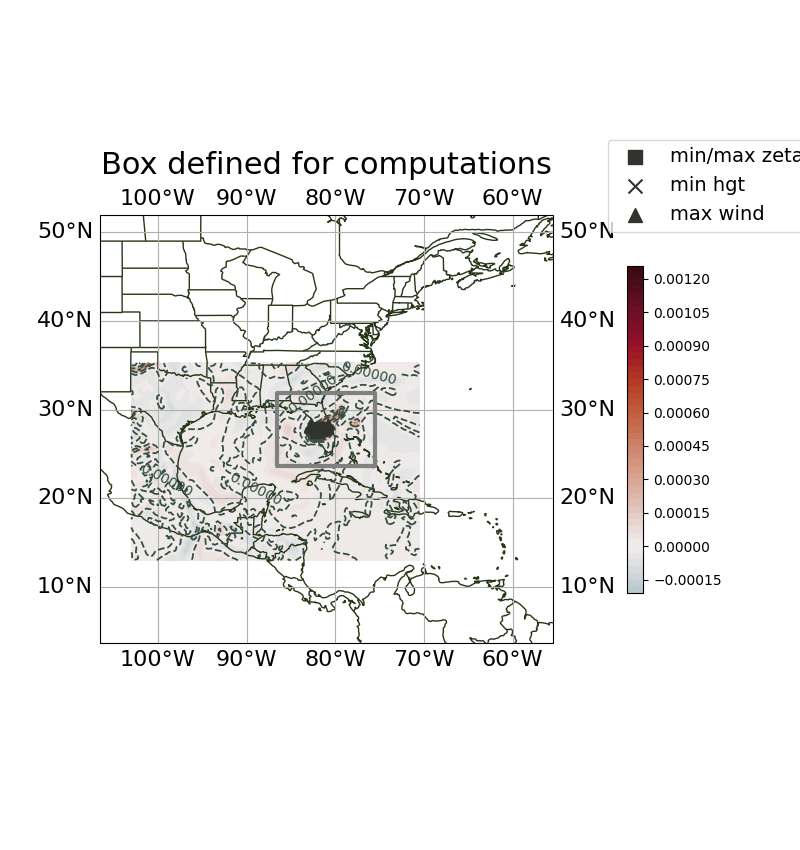 Box defined for computations
min/max zeta
min hgt
max wind
100°W 90°W 80°W 70°W 60°W
50°N 50°N
40°N 40°N
30°N 30°N
20°N 20°N
10°N 10°N
100°W 90°W 80°W 70°W 60°W
0.00000
0.00000
0.00000
0.00000
0.00120
0.00105
0.00090
0.00075
0.00060
0.00045
0.00030
0.00015
0.00000
−0.00015